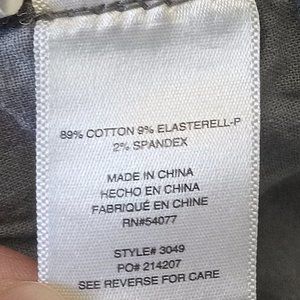 89% COTTON 9% ELASTERELL-P
2% SPANDEX
MADE IN CHINA
HECHO EN CHINA
FABRIQUÉ EN CHINE
RN#54077
STYLE# 3049
PO# 214207
SEE REVERSE FOR CARE